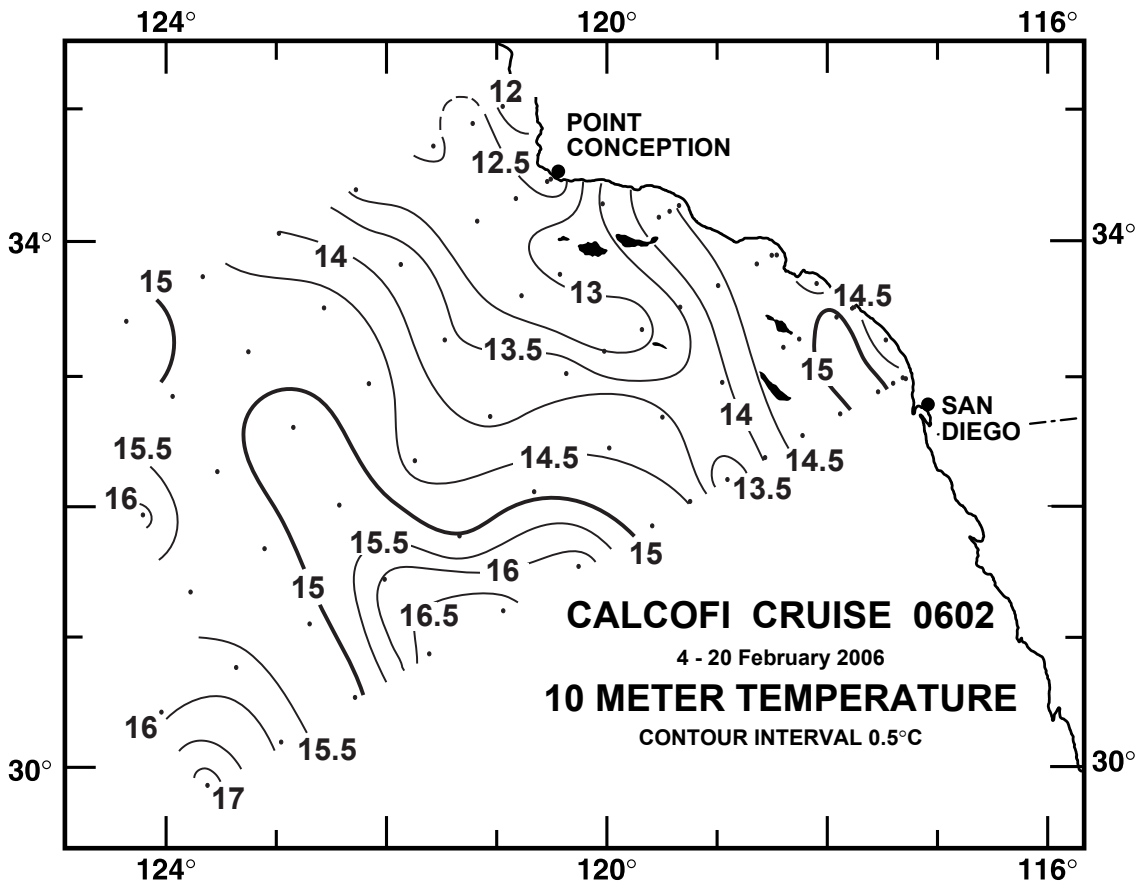 124° 120° 116°
12
POINT
CONCEPTION
12.5
34° 34°
14
15
13
14.5
13.5
15
14
SAN
DIEGO
15.5
14.5
14.5
13.5
16
15.5
15
16
15
16.5
CALCOFI CRUISE 0602
4 - 20 February 2006
10 METER TEMPERATURE
CONTOUR INTERVAL 0.5°C
16
15.5
30° 30°
17
124° 120° 116°